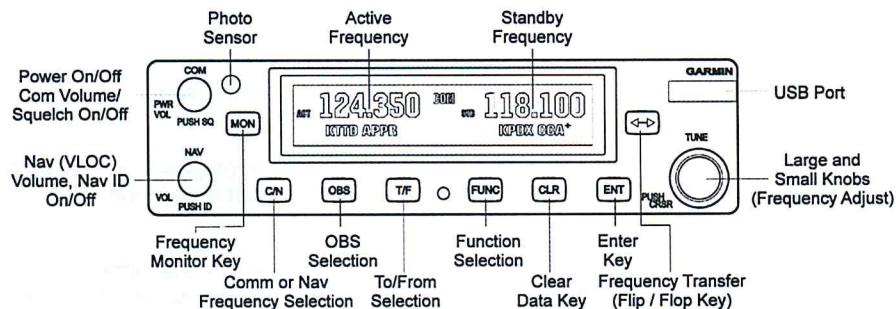 Photo
Sensor
Active
Frequency
Standby
Frequency
Power On/Off
Com Volume/
Squelch On/Off
COM
PWR
VOL
PUSH SQ
MON
ACT 124.350 COM STB 118.100
KTTD APPR KPDX CCA+
GARMIN
USB Port
TUNE
Nav (VLOC)
Volume, Nav ID
On/Off
NAV
VOL
PUSH ID
C/N OBS T/F FUNC CLR ENT
PUSH
CRSR
Large and
Small Knobs
(Frequency Adjust)
Frequency
Monitor Key
Comm or Nav
Frequency Selection
OBS
Selection
To/From
Selection
Function
Selection
Clear
Data Key
Enter
Key
Frequency Transfer
(Flip / Flop Key)